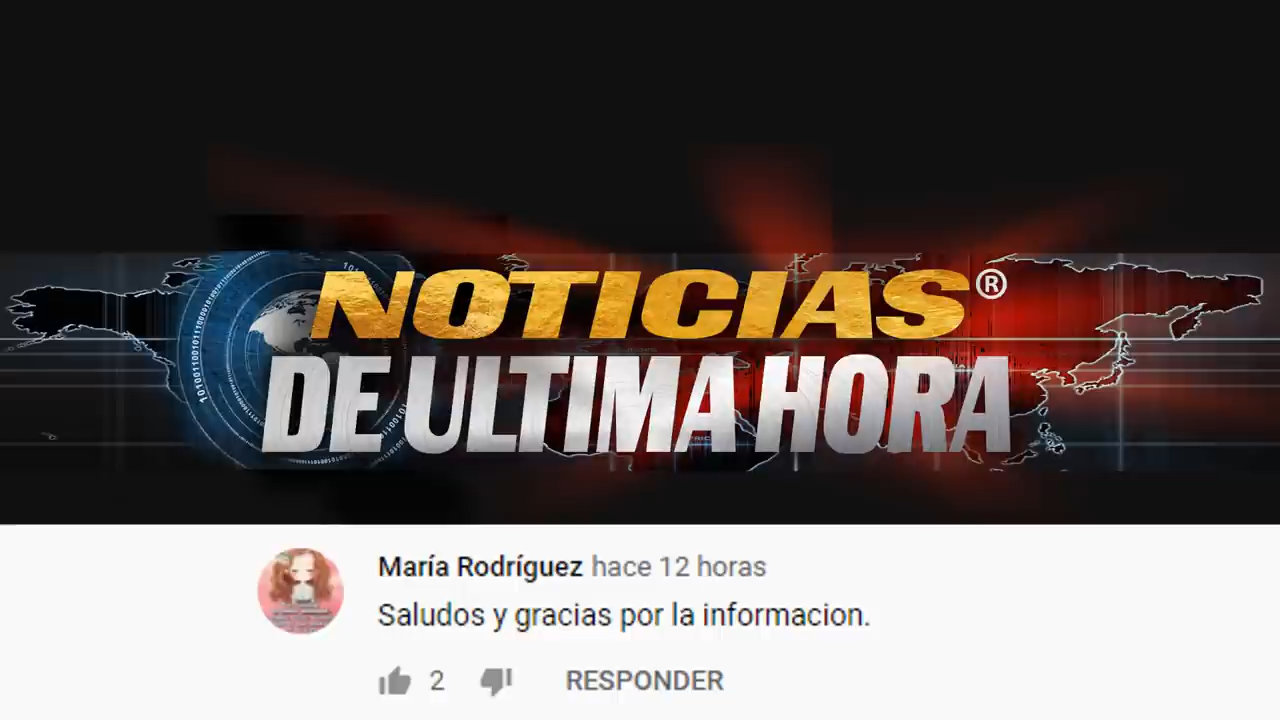 NOTICIAS®
DE ULTIMA HORA
María Rodríguez hace 12 horas
Saludos y gracias por la informacion.
2 RESPONDER